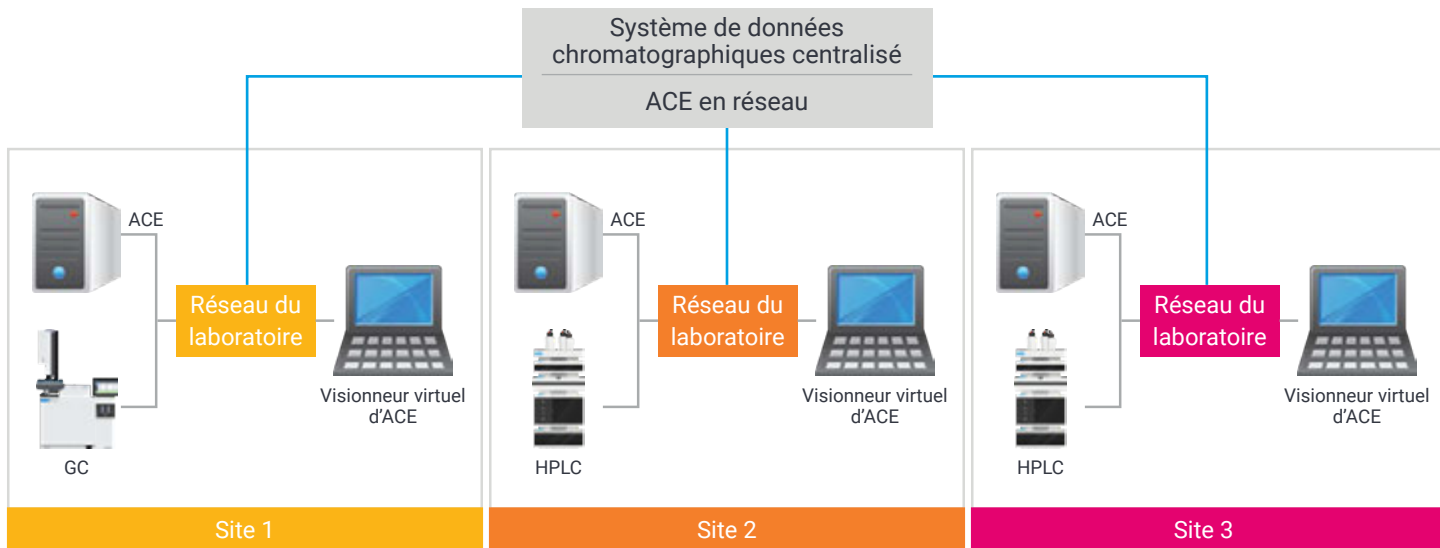 Système de données
chromatographiques centralisé
ACE en réseau
ACE
Réseau du
laboratoire
Visionneur virtuel
d'ACE
GC
Site 1
ACE
Réseau du
laboratoire
Visionneur virtuel
d'ACE
HPLC
Site 2
ACE
Réseau du
laboratoire
Visionneur virtuel
d'ACE
HPLC
Site 3